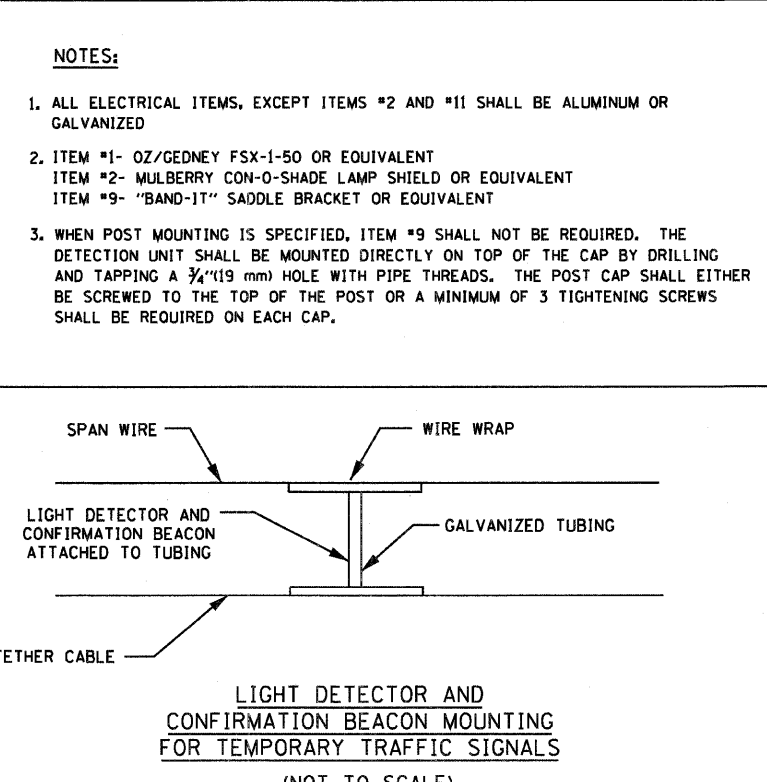 NOTES:
1. ALL ELECTRICAL ITEMS, EXCEPT ITEMS #2 AND #11 SHALL BE ALUMINUM OR
GALVANIZED
2. ITEM #1- OZ/GEDNEY FSX-1-50 OR EQUIVALENT
ITEM #2- MULBERRY CON-O-SHADE LAMP SHIELD OR EQUIVALENT
ITEM #9- "BAND-IT" SADDLE BRACKET OR EQUIVALENT
3. WHEN POST MOUNTING IS SPECIFIED, ITEM #9 SHALL NOT BE REQUIRED. THE
DETECTION UNIT SHALL BE MOUNTED DIRECTLY ON TOP OF THE CAP BY DRILLING
AND TAPPING A 3/4"(19 mm) HOLE WITH PIPE THREADS. THE POST CAP SHALL EITHER
BE SCREWED TO THE TOP OF THE POST OR A MINIMUM OF 3 TIGHTENING SCREWS
SHALL BE REQUIRED ON EACH CAP.
SPAN WIRE
WIRE WRAP
LIGHT DETECTOR AND
CONFIRMATION BEACON
ATTACHED TO TUBING
GALVANIZED TUBING
TETHER CABLE
LIGHT DETECTOR AND
CONFIRMATION BEACON MOUNTING
FOR TEMPORARY TRAFFIC SIGNALS
(NOT TO SCALE)